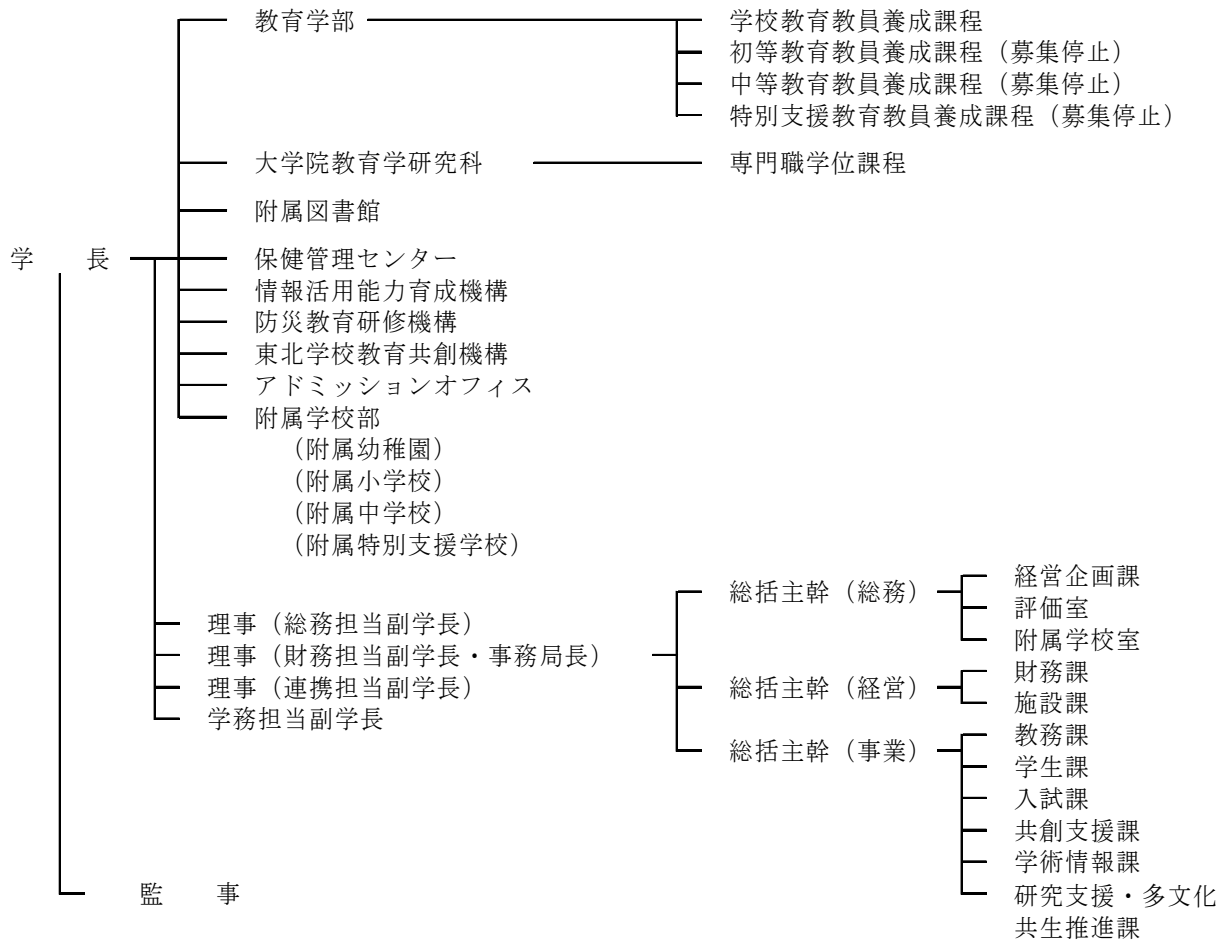 教育学部
学校教育教員養成課程
初等教育教員養成課程（募集停止）
中等教育教員養成課程（募集停止）
特別支援教育教員養成課程（募集停止）
大学院教育学研究科
専門職学位課程
附属図書館
学　　長
保健管理センター
情報活用能力育成機構
防災教育研修機構
東北学校教育共創機構
アドミッションオフィス
附属学校部
（附属幼稚園）
（附属小学校）
（附属中学校）
（附属特別支援学校）
理事（総務担当副学長）
理事（財務担当副学長・事務局長）
理事（連携担当副学長）
学務担当副学長
総括主幹（総務）
経営企画課
評価室
附属学校室
総括主幹（経営）
財務課
施設課
総括主幹（事業）
教務課
学生課
入試課
共創支援課
学術情報課
研究支援・多文化
共生推進課
監　　事